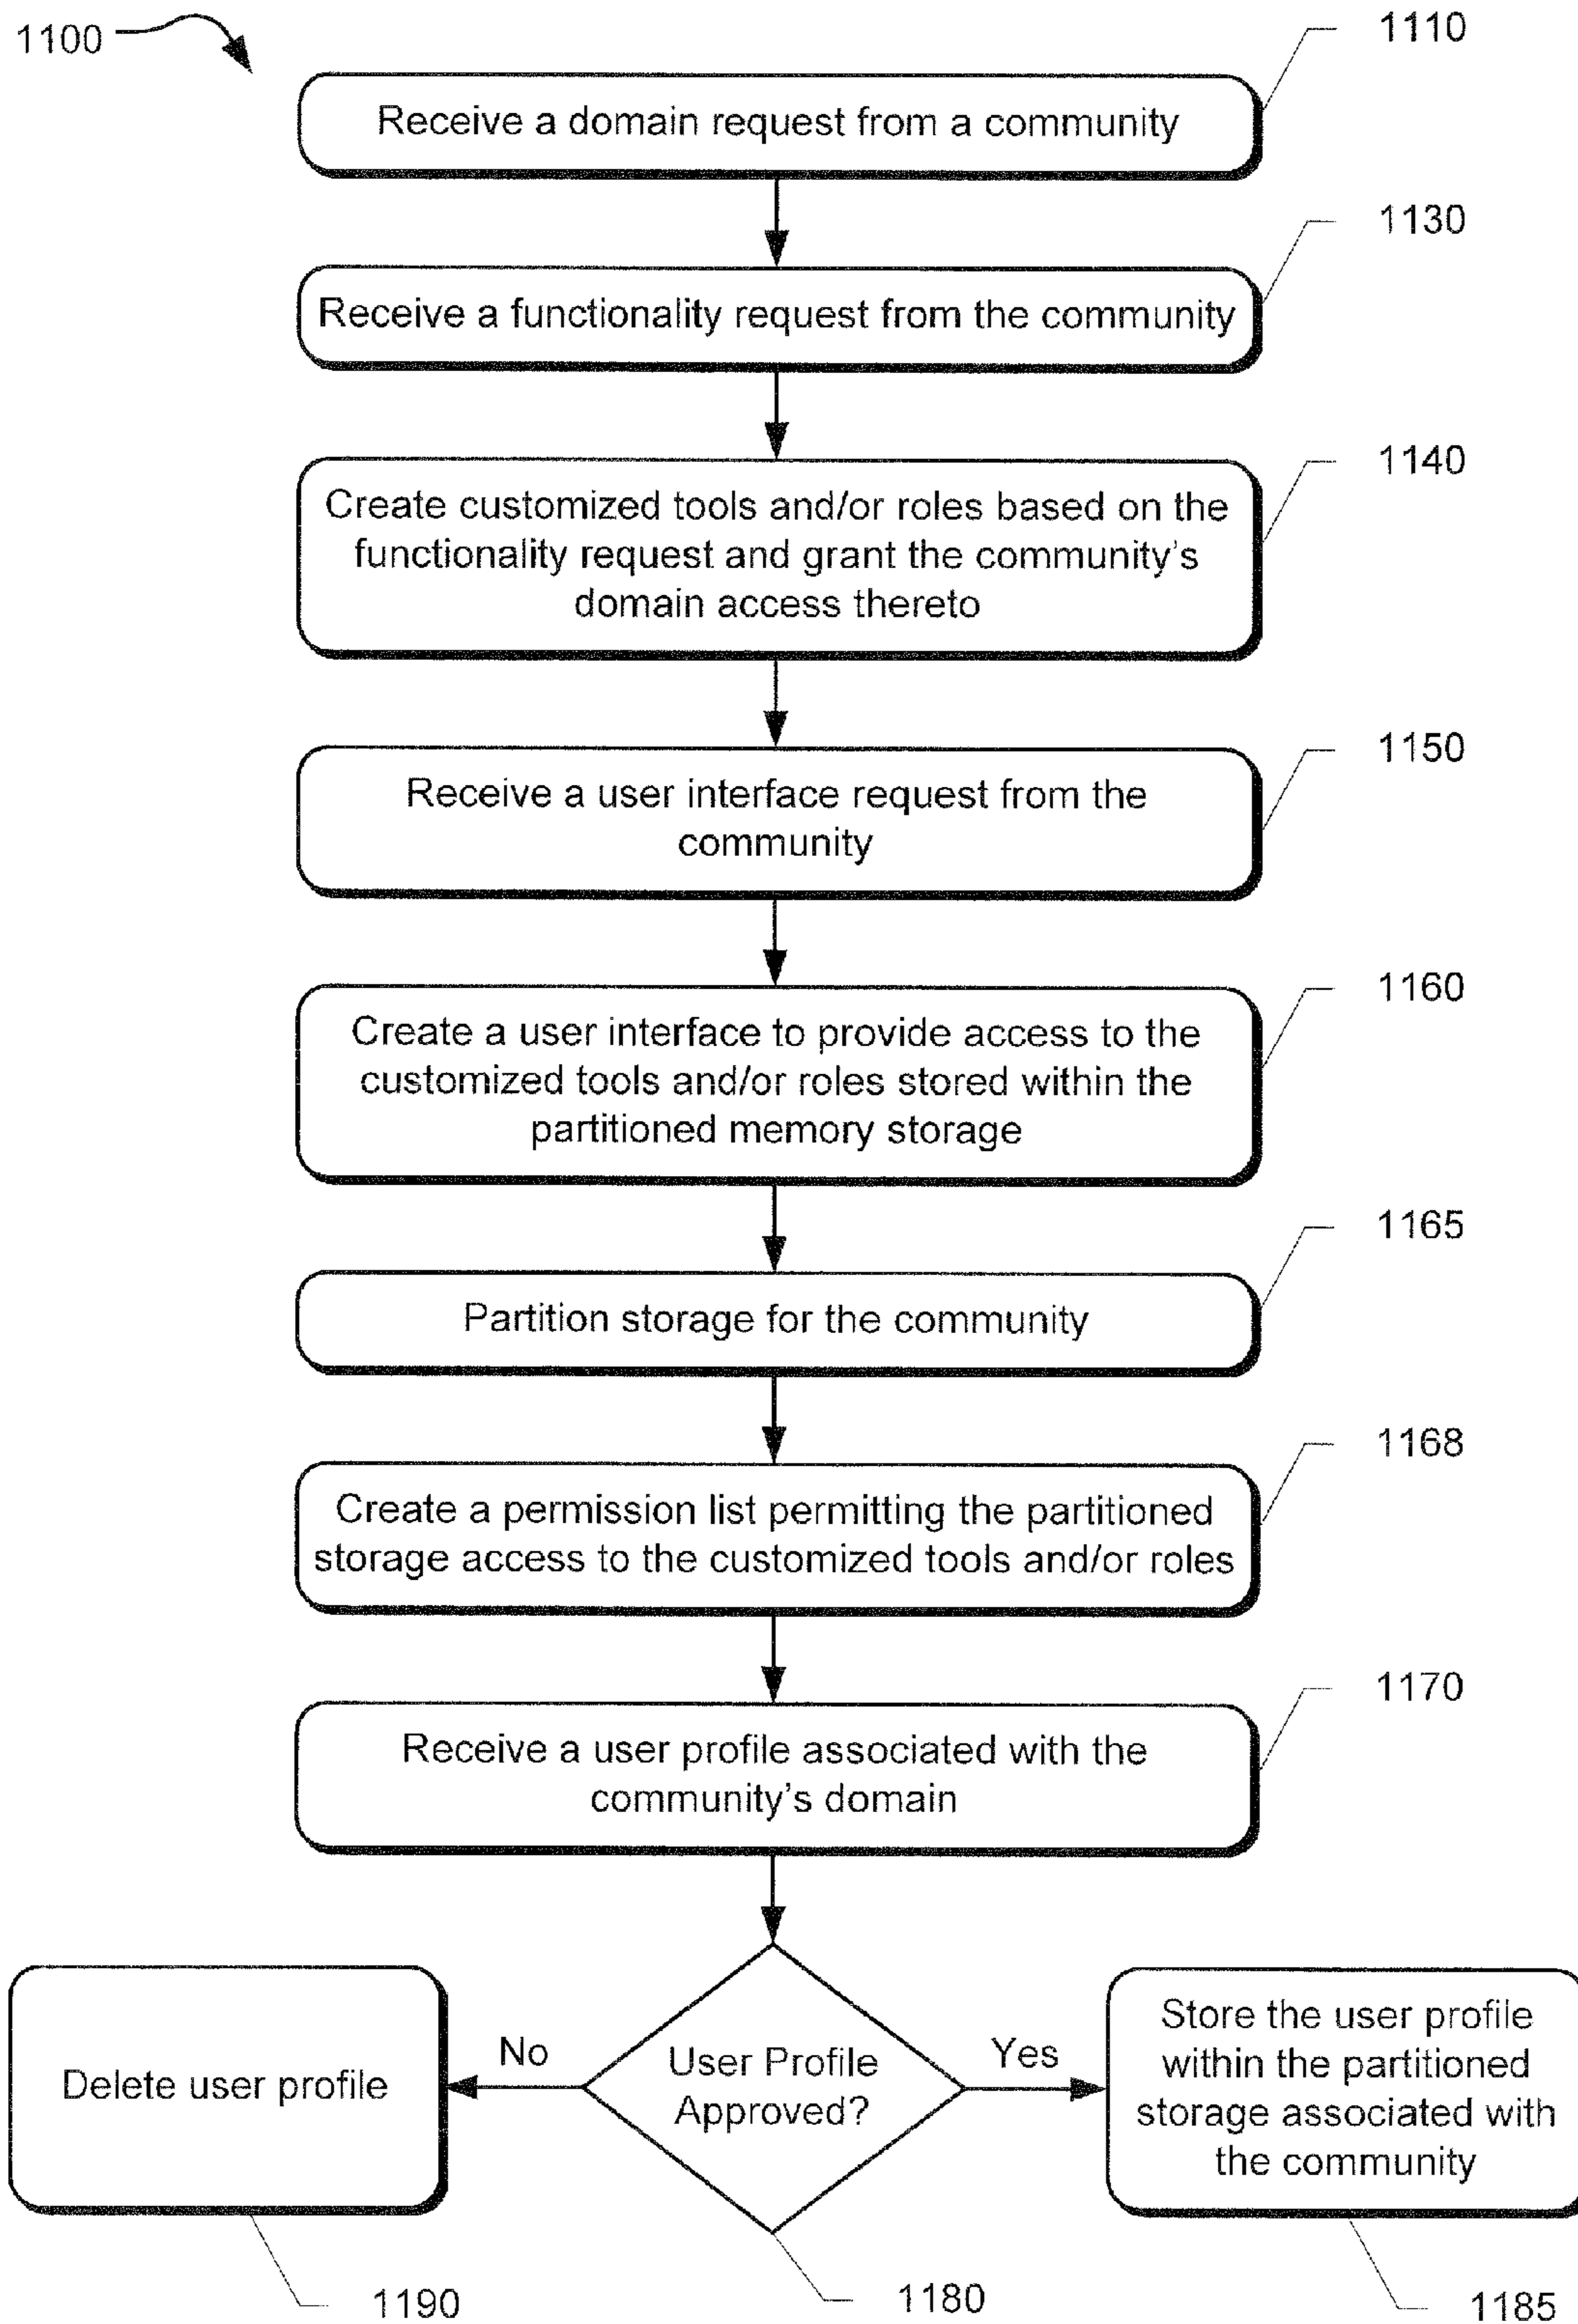 1100
1110
Receive a domain request from a community
1130
Receive a functionality request from the community
1140
Create customized tools and/or roles based on the
functionality request and grant the community's
domain access thereto
1150
Receive a user interface request from the
community
1160
Create a user interface to provide access to the
customized tools and/or roles stored within the
partitioned memory storage
1165
Partition storage for the community
1168
Create a permission list permitting the partitioned
storage access to the customized tools and/or roles
1170
Receive a user profile associated with the
community's domain
Delete user profile
No
User Profile
Approved?
Yes
Store the user profile
within the partitioned
storage associated with
the community
1190
1180
1185